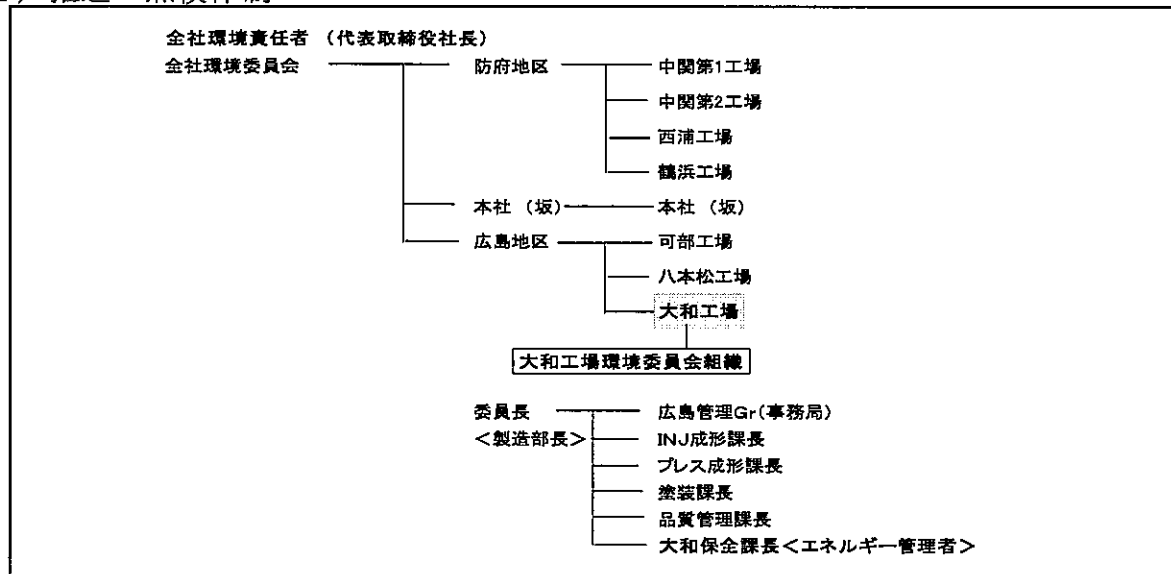 全社環境責任者 （代表取締役社長）
全社環境委員会 防府地区 中関第1工場
中関第2工場
西浦工場
鶴浜工場
本社（坂） 本社（坂）
広島地区 可部工場
八本松工場
大和工場
大和工場環境委員会組織
委員長 広島管理Gr(事務局)
＜製造部長＞ INJ成形課長
プレス成形課長
塗装課長
品質管理課長
大和保全課長＜エネルギー管理者＞